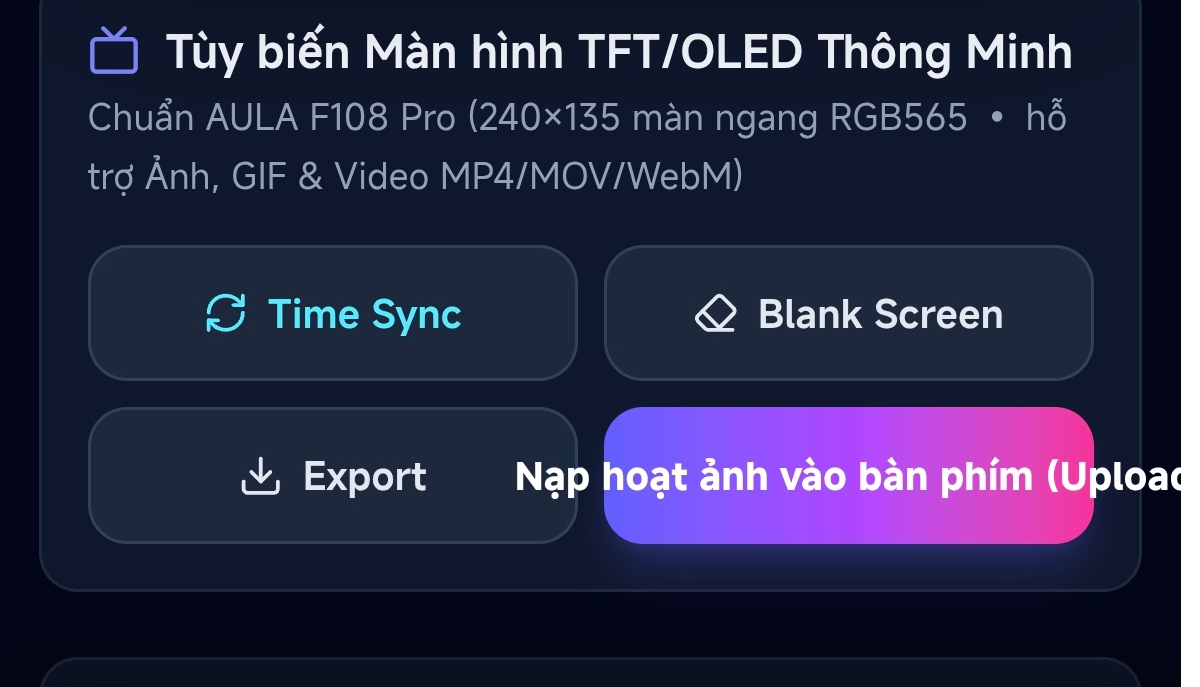 Tùy biến Màn hình TFT/OLED Thông Minh
Chuẩn AULA F108 Pro (240×135 màn ngang RGB565 • hỗ
trợ Ảnh, GIF & Video MP4/MOV/WebM)
Time Sync
Blank Screen
Export
Nạp hoạt ảnh vào bàn phím (Upload